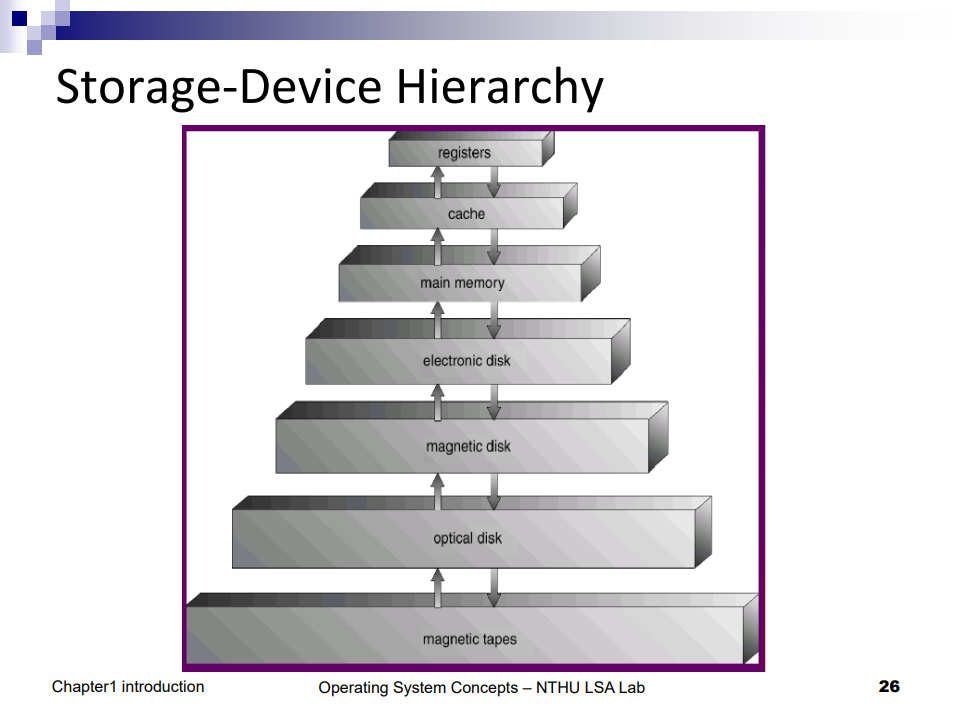 Storage-Device Hierarchy
registers
cache
main memory
electronic disk
magnetic disk
optical disk
magnetic tapes
Chapter1 introduction
Operating System Concepts – NTHU LSA Lab
26